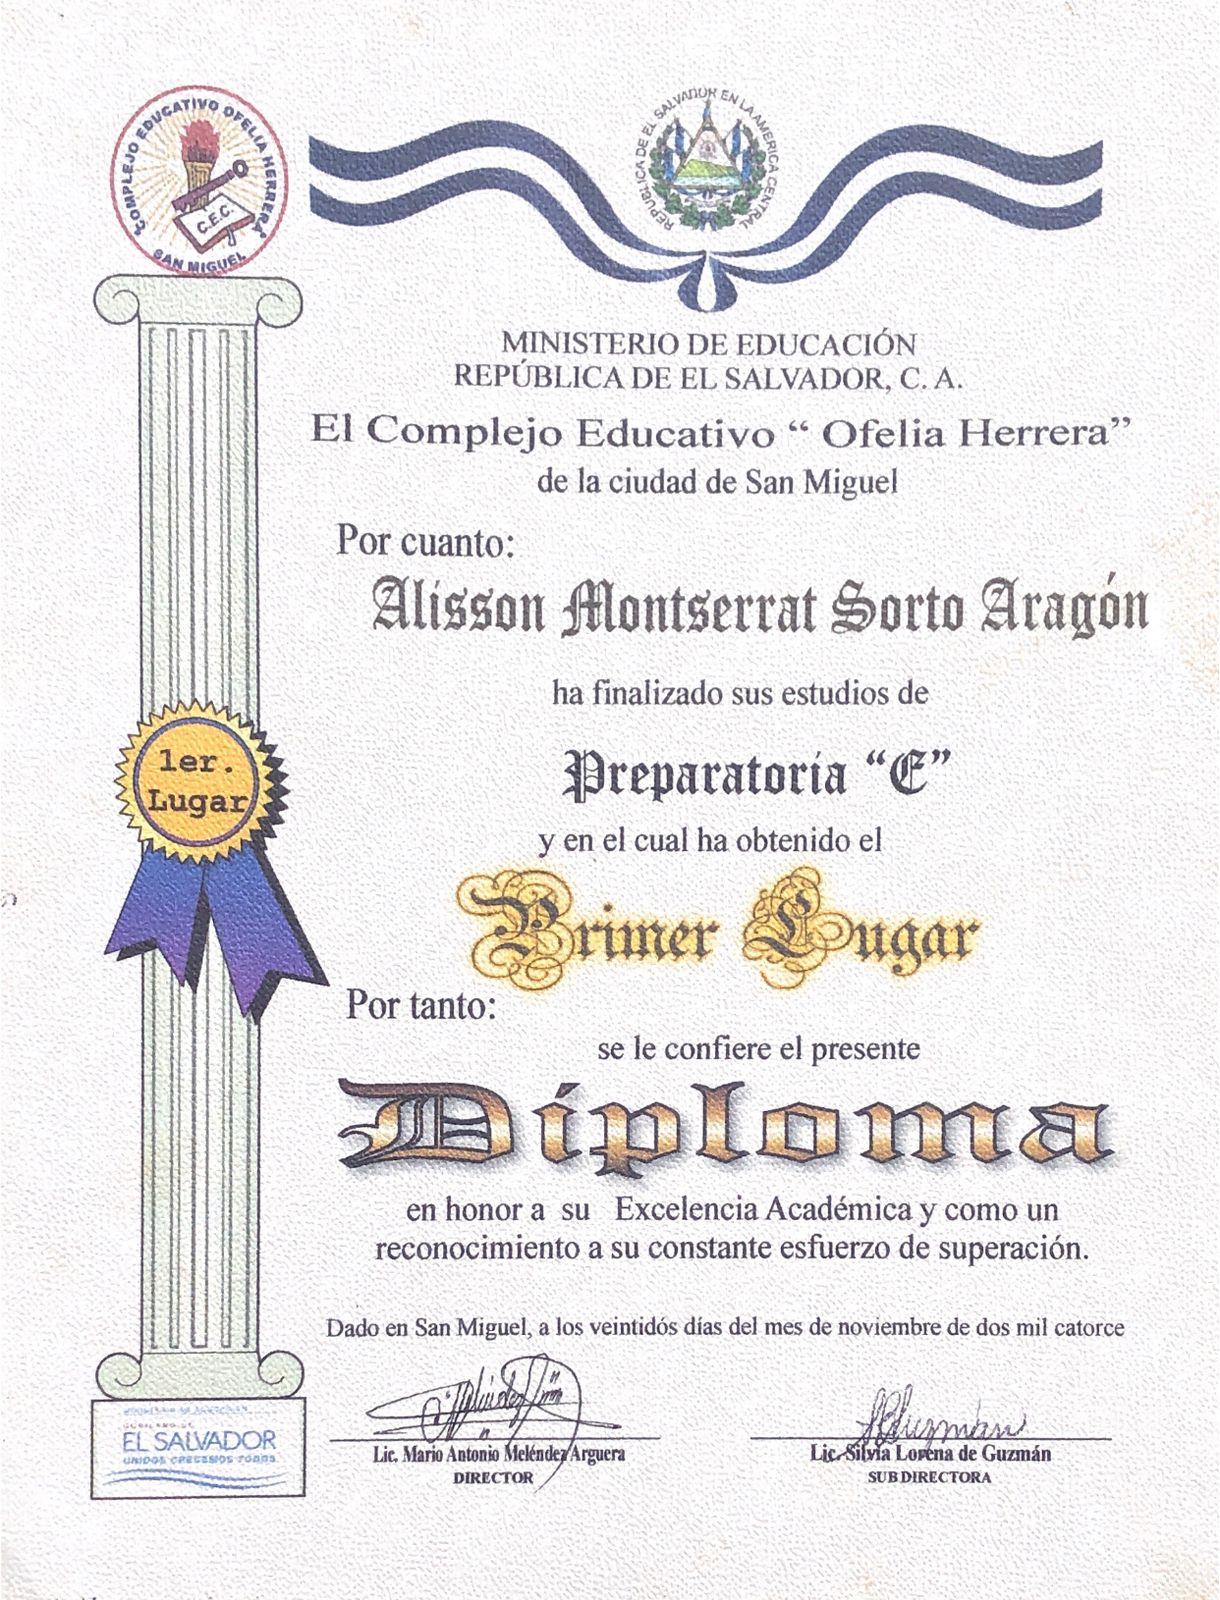 COMPLEJO EDUCATIVO OFELIA HERRERA
C.E.C.
SAN MIGUEL
REPUBLICA DE EL SALVADOR EN LA AMERICA CENTRAL
MINISTERIO DE EDUCACIÓN
REPÚBLICA DE EL SALVADOR, C. A.
El Complejo Educativo “ Ofelia Herrera”
de la ciudad de San Miguel
Por cuanto:
Alisson Montserrat Sorto Aragón
ha finalizado sus estudios de
Preparatoria “E”
1er.
Lugar
y en el cual ha obtenido el
Primer Lugar
Por tanto:
se le confiere el presente
Diploma
en honor a su Excelencia Académica y como un
reconocimiento a su constante esfuerzo de superación.
Dado en San Miguel, a los veintidós días del mes de noviembre de dos mil catorce
Lic. Mario Antonio Meléndez Arguera
DIRECTOR
Lic. Silvia Lorena de Guzmán
SUBDIRECTORA
GOBIERNO DE
EL SALVADOR
UNIDOS CRECEMOS TODOS